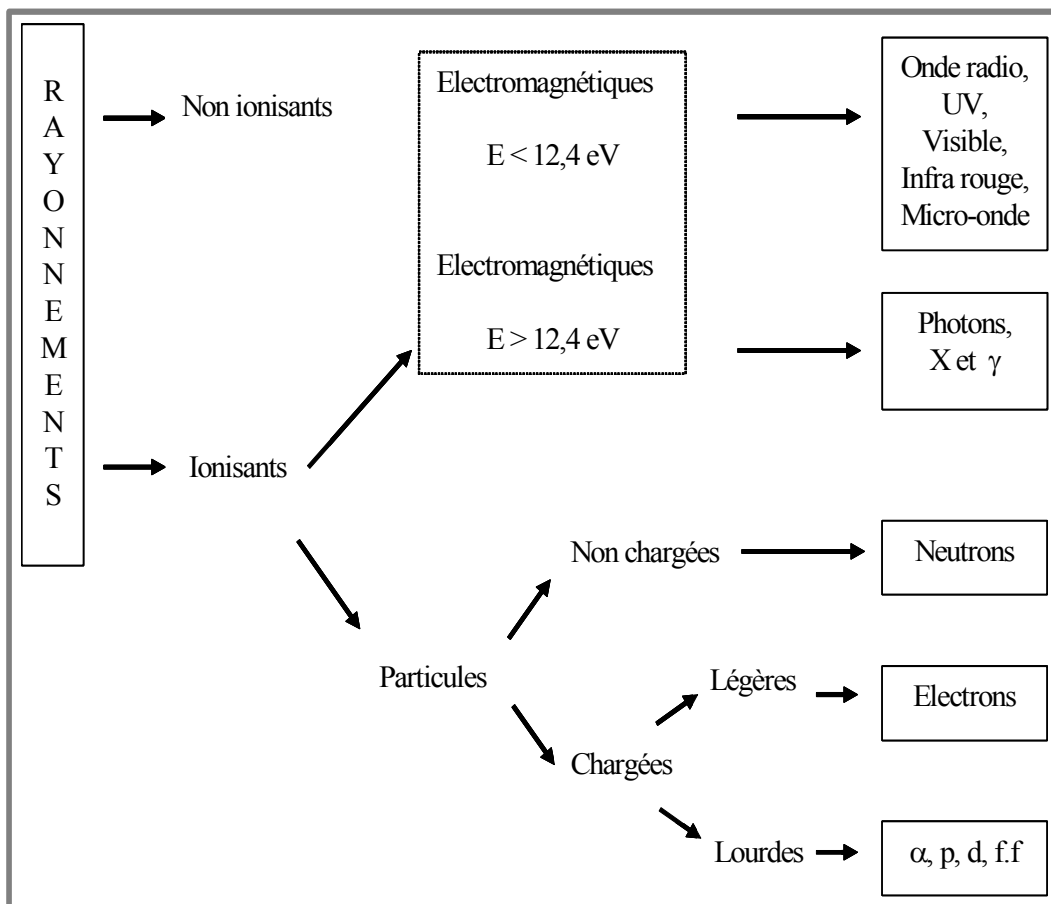 RAYONNEMENTS
Non ionisants
Electromagnétiques
E < 12,4 eV
Onde radio,
UV,
Visible,
Infra rouge,
Micro-onde
Ionisants
Electromagnétiques
E > 12,4 eV
Photons,
X et γ
Particules
Non chargées
Neutrons
Chargées
Légères
Electrons
Lourdes
α, p, d, f.f